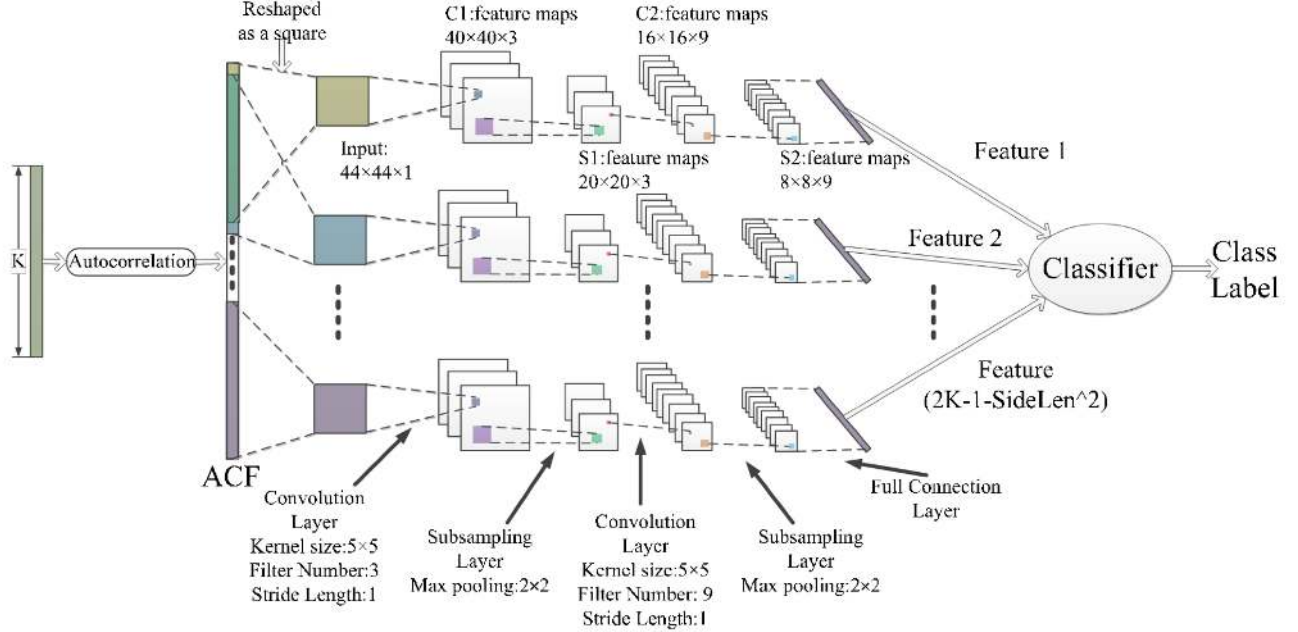 Reshaped
as a square
C1:feature maps
40×40×3
C2:feature maps
16×16×9
Input:
44×44×1
S1:feature maps
20×20×3
S2:feature maps
8×8×9
Feature 1
K
Autocorrelation
Feature 2
Classifier
Class
Label
Feature
(2K-1-SideLen^2)
ACF
Convolution
Layer
Kernel size:5×5
Filter Number:3
Stride Length:1
Subsampling
Layer
Max pooling:2×2
Convolution
Layer
Kernel size:5×5
Filter Number: 9
Stride Length:1
Subsampling
Layer
Max pooling:2×2
Full Connection
Layer